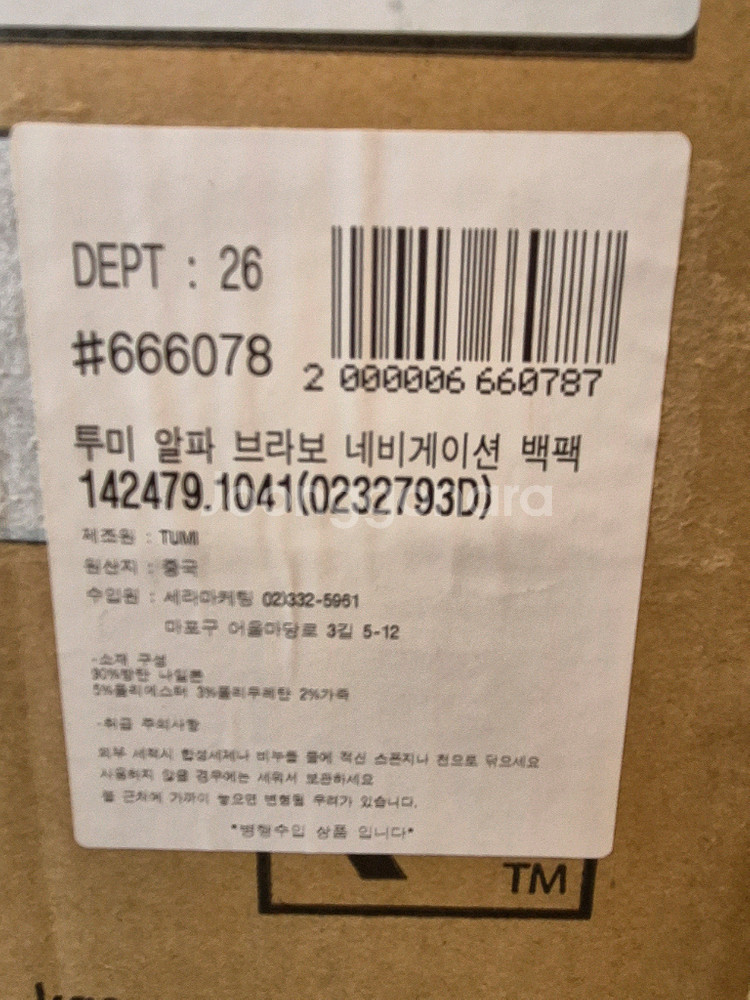 DEPT : 26
#666078
2 000006 660787
투미 알파 브라보 네비게이션 백팩
142479.1041(0232793D)
제조원 : TUMI
원산지 : 중국
수입원 : 세라마케팅 02)332-5961
마포구 어울마당로 3길 5-12
-소재 구성
90%방탄 나일론
5%폴리에스터 3%폴리우레탄 2%가죽
-취급 주의사항
외부 세척시 합성세제나 비누를 물에 적신 스폰지나 천으로 닦으세요
사용하지 않을 경우에는 세워서 보관하세요
열 근처에 가까이 놓으면 변형될 우려가 있습니다.
*병행수입 상품 입니다*
TM